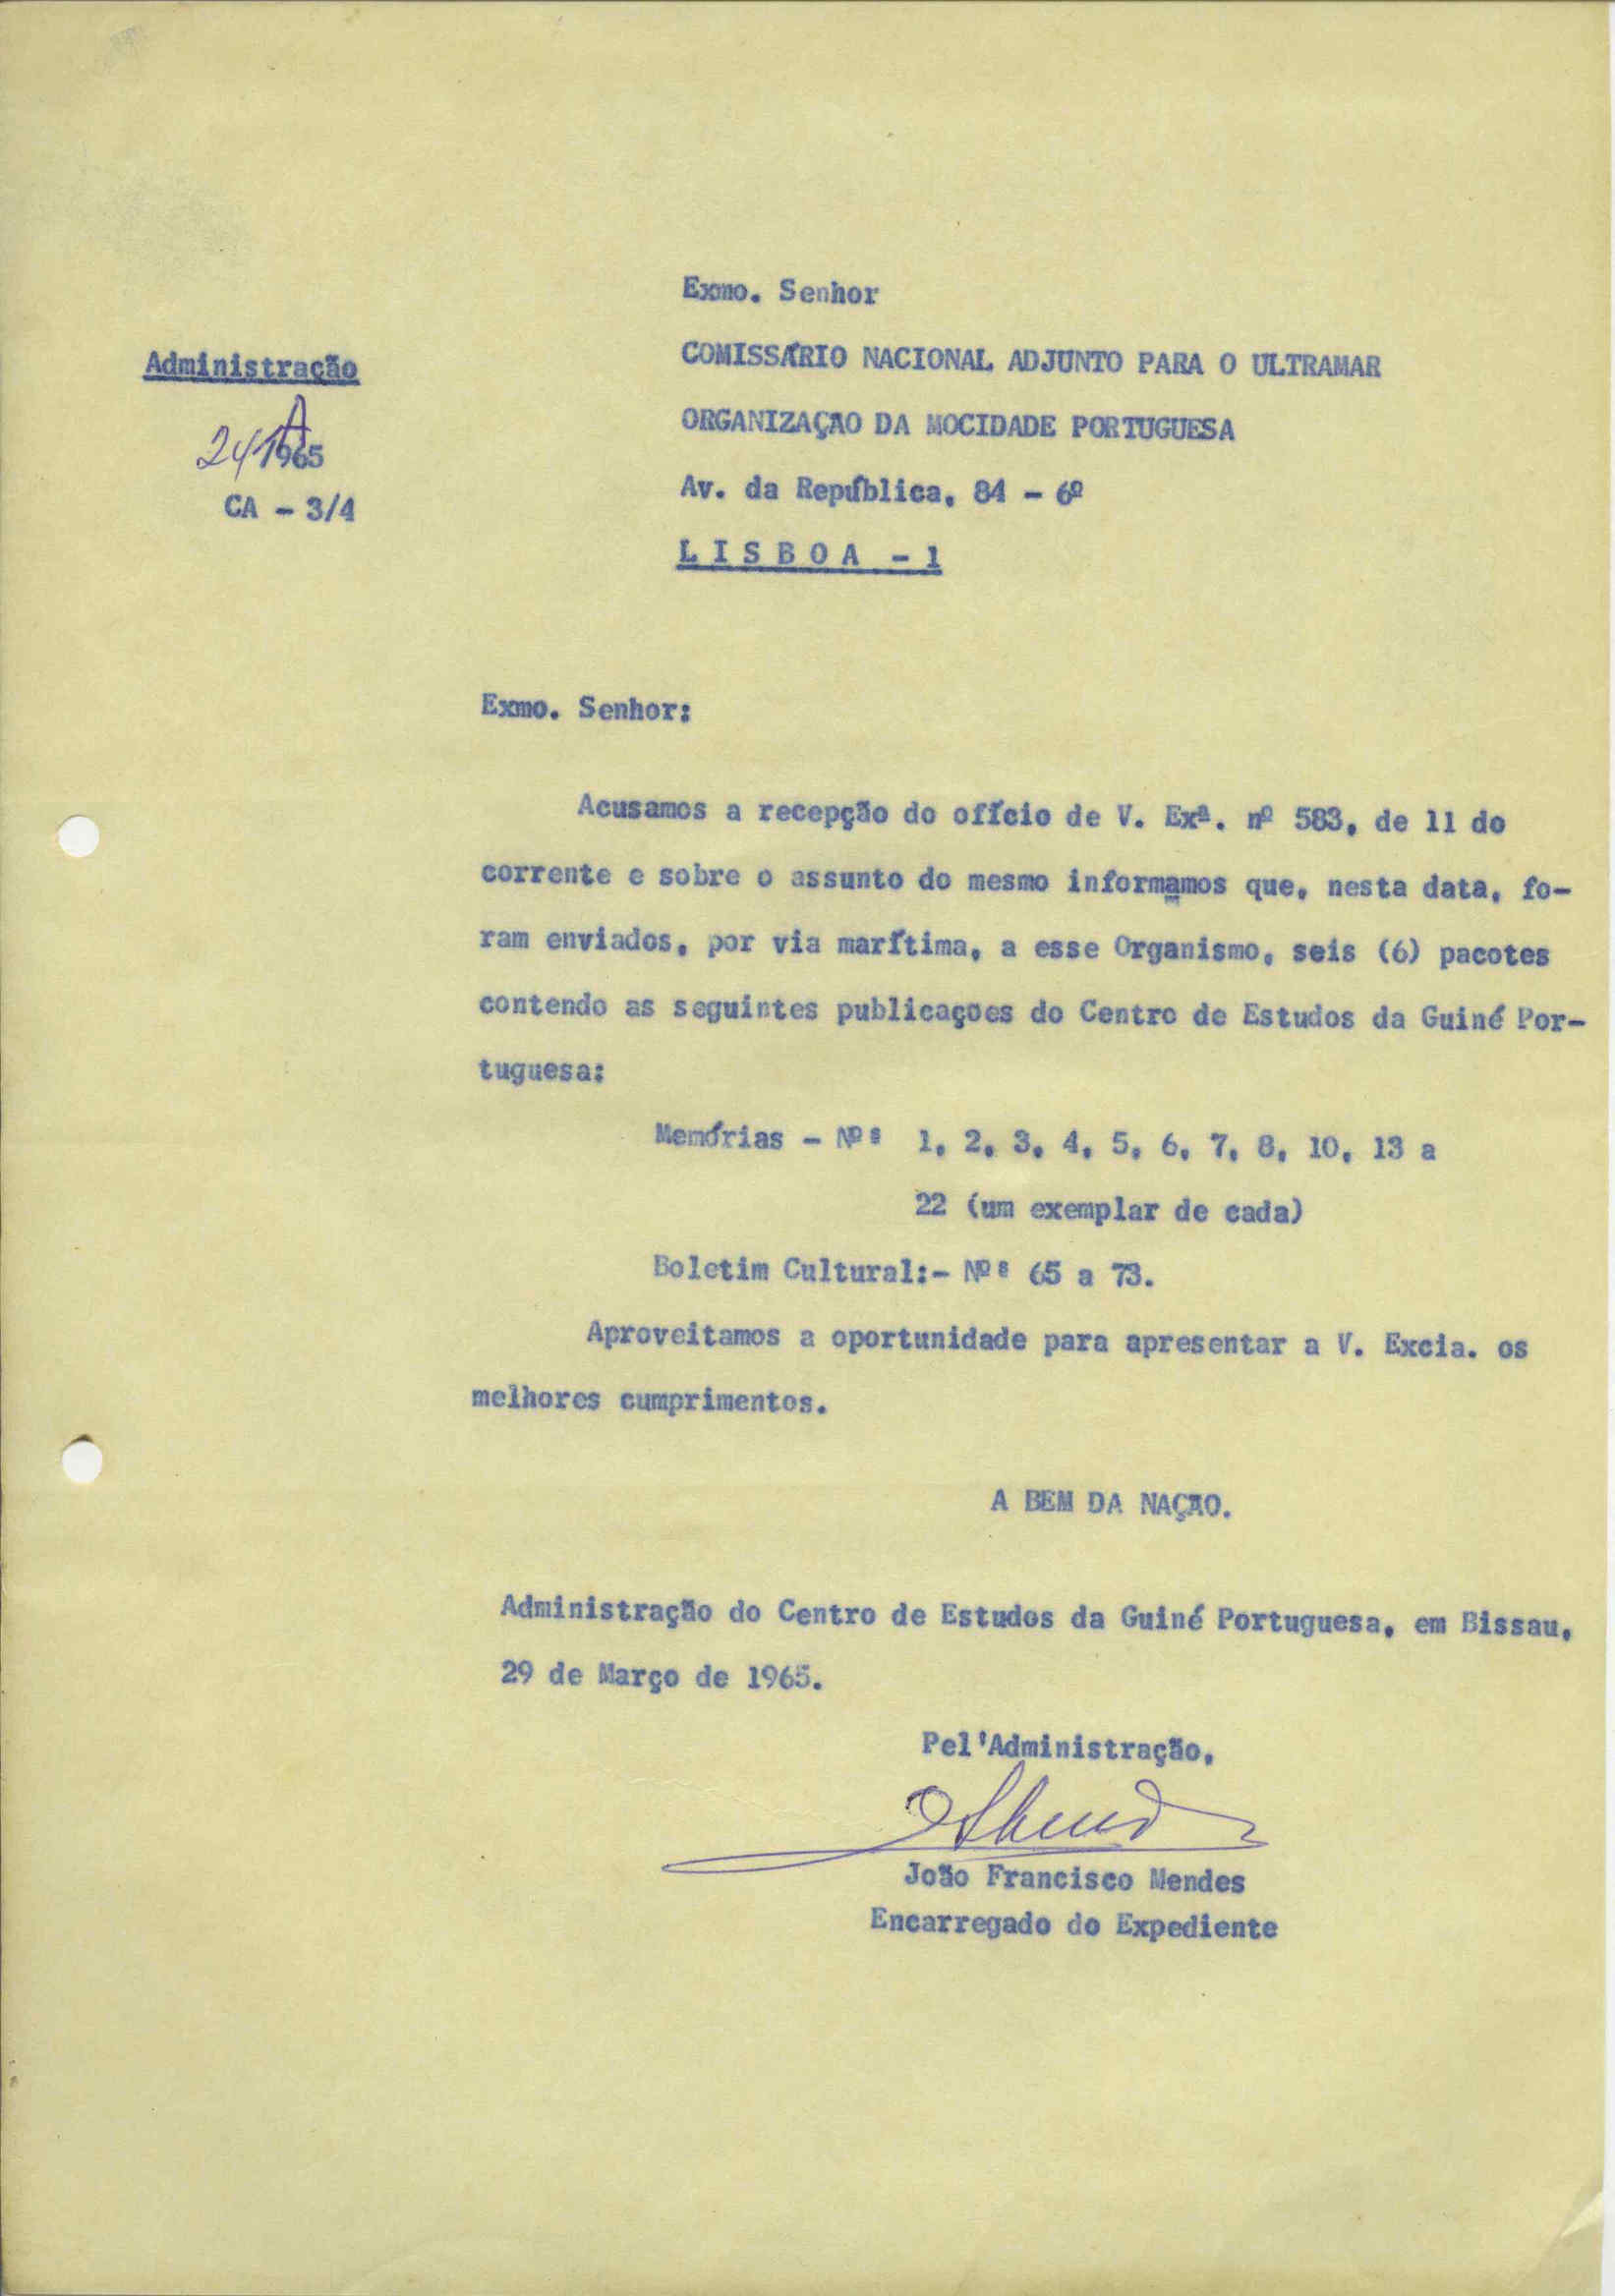 Exmo. Senhor
COMISSÁRIO NACIONAL ADJUNTO PARA O ULTRAMAR
ORGANIZAÇÃO DA MOCIDADE PORTUGUESA
Av. da República, 84 - 6º
LISBOA - 1
Administração
24/1965
CA - 3/4
Exmo. Senhor:
Acusamos a recepção do ofício de V. Exª. nº 583, de 11 do
corrente e sobre o assunto do mesmo informamos que, nesta data, fo-
ram enviados, por via marítima, a esse Organismo, seis (6) pacotes
contendo as seguintes publicações do Centro de Estudos da Guiné Por-
tuguesa:
Memórias - Nºs 1, 2, 3, 4, 5, 6, 7, 8, 10, 13 a
22 (um exemplar de cada)
Boletim Cultural:- Nºs 65 a 73.
Aproveitamos a oportunidade para apresentar a V. Excia. os
melhores cumprimentos.
A BEM DA NAÇÃO.
Administração do Centro de Estudos da Guiné Portuguesa, em Bissau,
29 de Março de 1965.
Pel'Administração,
João Francisco Mendes
Encarregado do Expediente